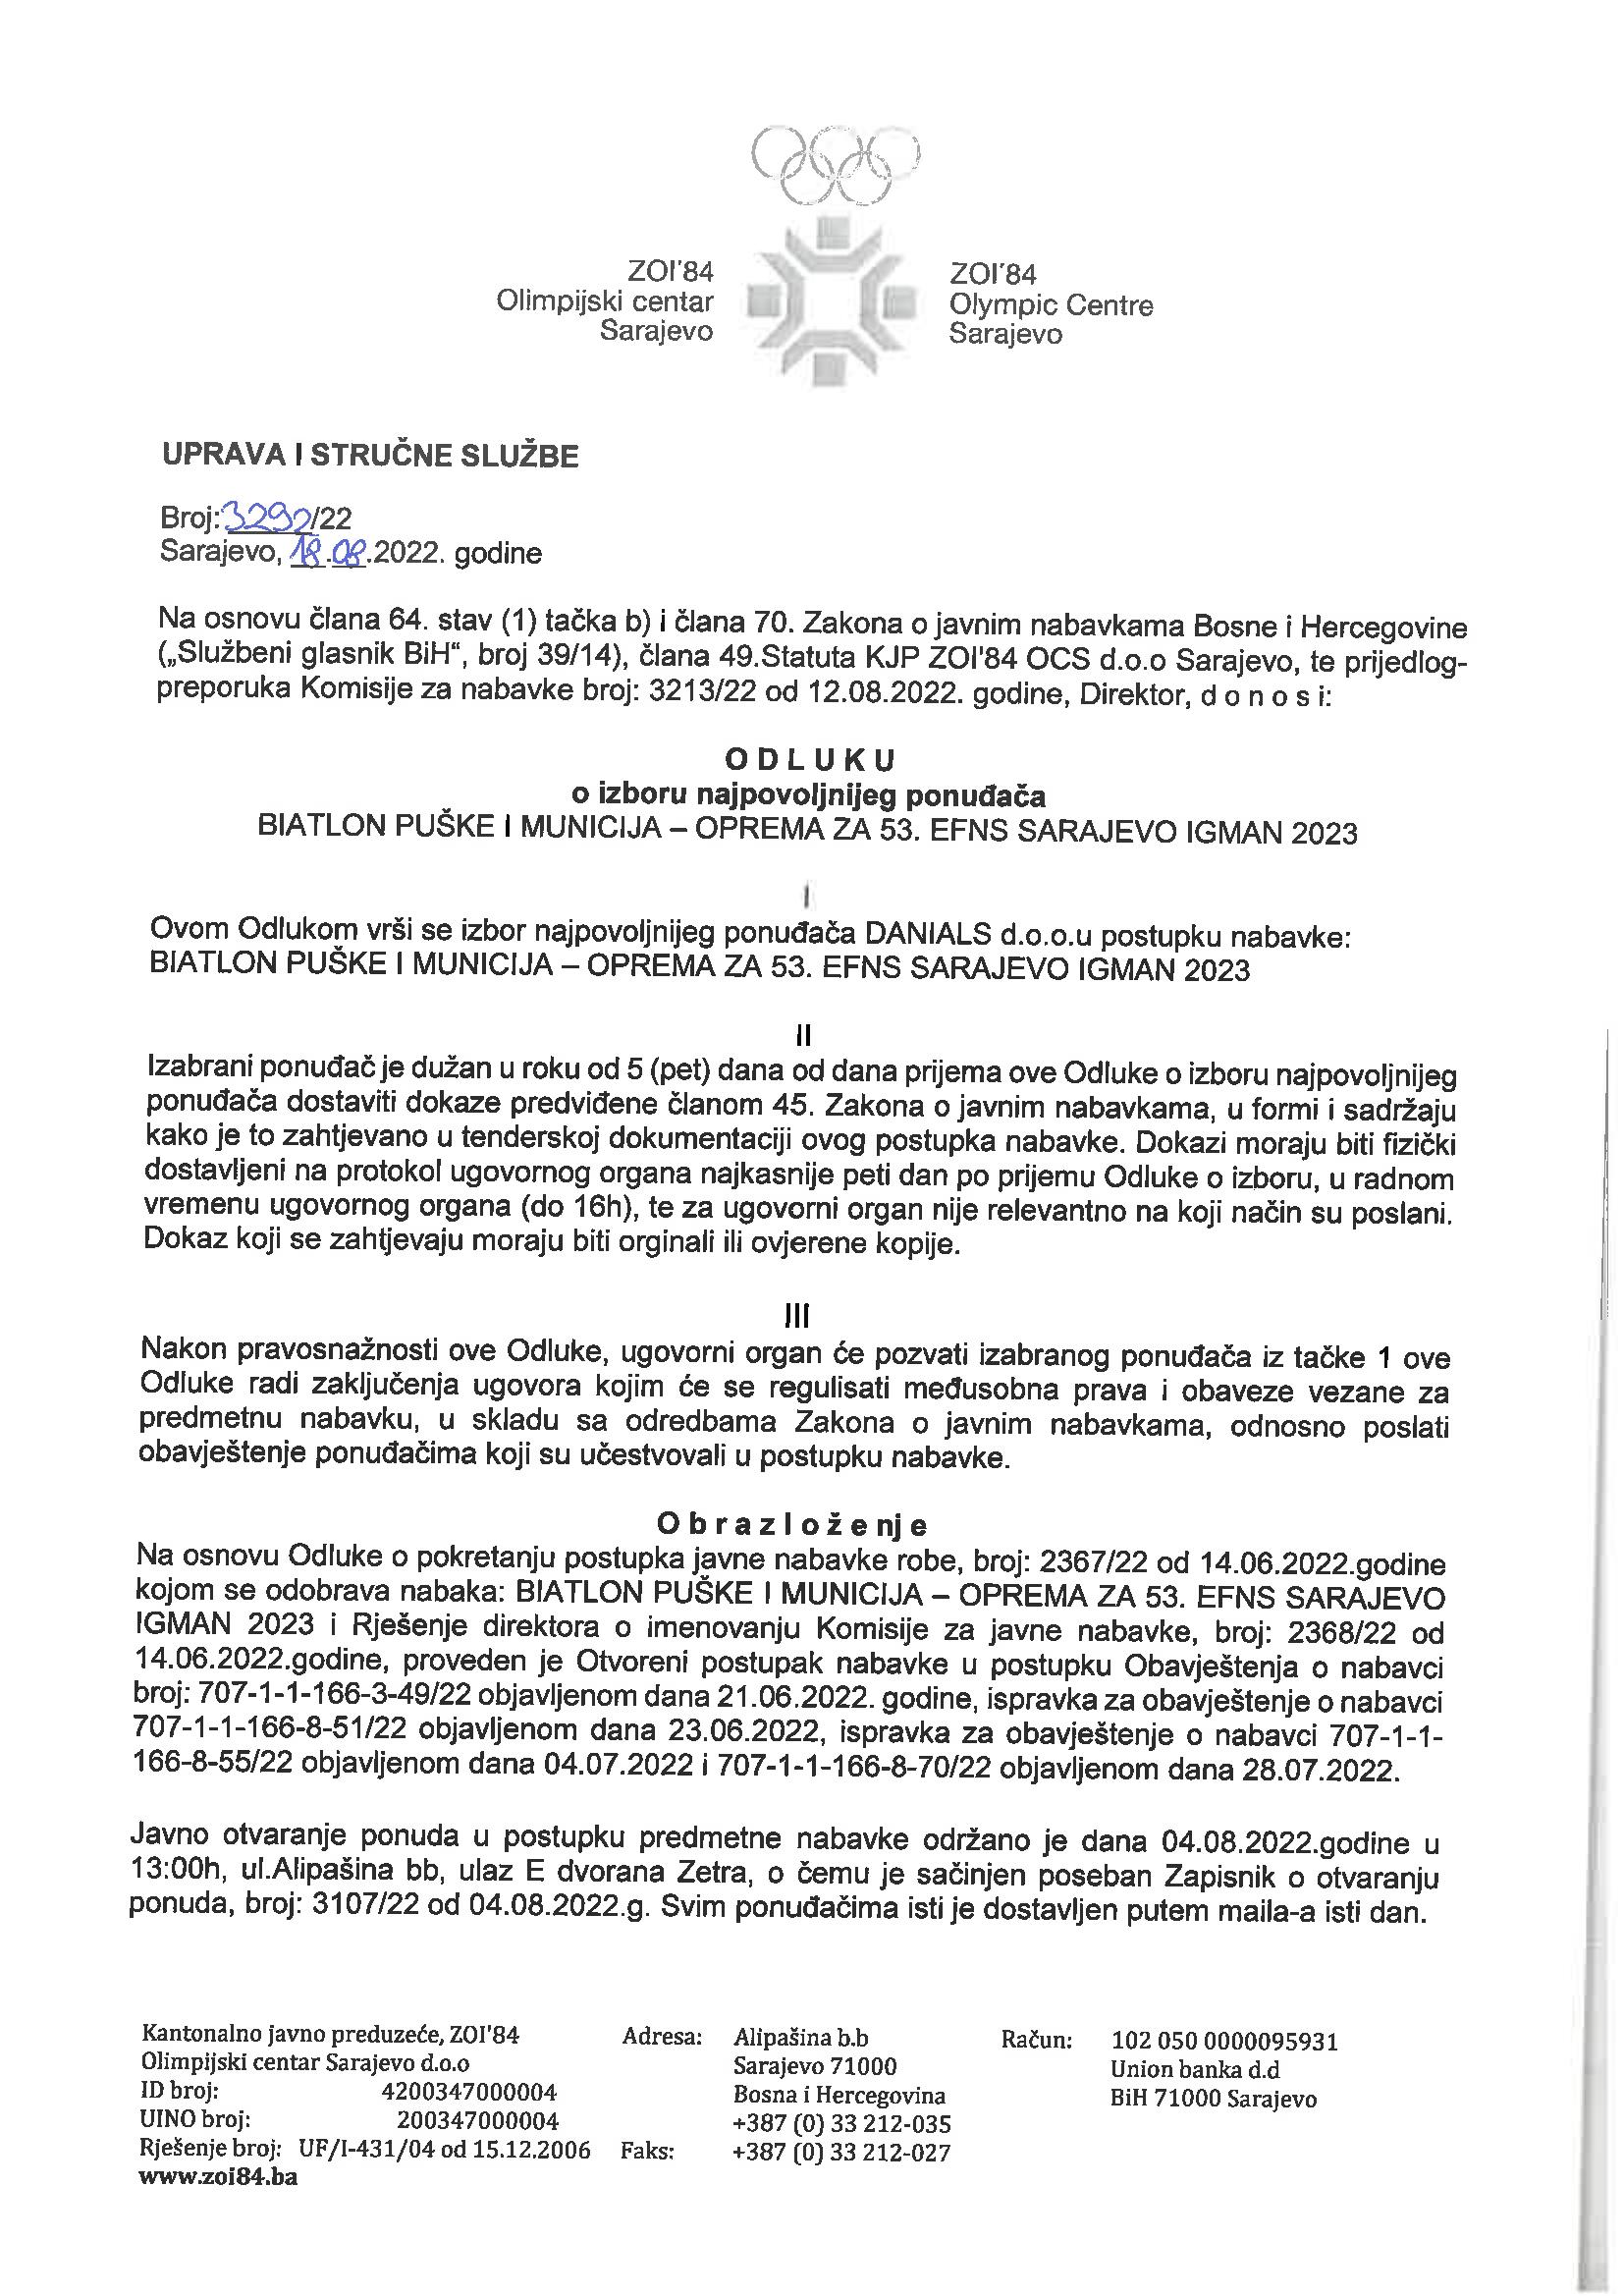 ZOI'84
Olimpijski centar
Sarajevo
ZOI'84
Olympic Centre
Sarajevo
UPRAVA I STRUČNE SLUŽBE
Broj: 3292/22
Sarajevo, 18.08.2022. godine
Na osnovu člana 64. stav (1) tačka b) i člana 70. Zakona o javnim nabavkama Bosne i Hercegovine
(„Službeni glasnik BiH“, broj 39/14), člana 49.Statuta KJP ZOI'84 OCS d.o.o Sarajevo, te prijedlog-
preporuka Komisije za nabavke broj: 3213/22 od 12.08.2022. godine, Direktor, d o n o s i:
O D L U K U
o izboru najpovoljnijeg ponuđača
BIATLON PUŠKE I MUNICIJA – OPREMA ZA 53. EFNS SARAJEVO IGMAN 2023
I
Ovom Odlukom vrši se izbor najpovoljnijeg ponuđača DANIALS d.o.o.u postupku nabavke:
BIATLON PUŠKE I MUNICIJA – OPREMA ZA 53. EFNS SARAJEVO IGMAN 2023
II
Izabrani ponuđač je dužan u roku od 5 (pet) dana od dana prijema ove Odluke o izboru najpovoljnijeg
ponuđača dostaviti dokaze predviđene članom 45. Zakona o javnim nabavkama, u formi i sadržaju
kako je to zahtjevano u tenderskoj dokumentaciji ovog postupka nabavke. Dokazi moraju biti fizički
dostavljeni na protokol ugovornog organa najkasnije peti dan po prijemu Odluke o izboru, u radnom
vremenu ugovornog organa (do 16h), te za ugovorni organ nije relevantno na koji način su poslani.
Dokaz koji se zahtjevaju moraju biti orginali ili ovjerene kopije.
III
Nakon pravosnažnosti ove Odluke, ugovorni organ će pozvati izabranog ponuđača iz tačke 1 ove
Odluke radi zaključenja ugovora kojim će se regulisati međusobna prava i obaveze vezane za
predmetnu nabavku, u skladu sa odredbama Zakona o javnim nabavkama, odnosno poslati
obavještenje ponuđačima koji su učestvovali u postupku nabavke.
O b r a z l o ž e nj e
Na osnovu Odluke o pokretanju postupka javne nabavke robe, broj: 2367/22 od 14.06.2022.godine
kojom se odobrava nabaka: BIATLON PUŠKE I MUNICIJA – OPREMA ZA 53. EFNS SARAJEVO
IGMAN 2023 i Rješenje direktora o imenovanju Komisije za javne nabavke, broj: 2368/22 od
14.06.2022.godine, proveden je Otvoreni postupak nabavke u postupku Obavještenja o nabavci
broj: 707-1-1-166-3-49/22 objavljenom dana 21.06.2022. godine, ispravka za obavještenje o nabavci
707-1-1-166-8-51/22 objavljenom dana 23.06.2022, ispravka za obavještenje o nabavci 707-1-1-
166-8-55/22 objavljenom dana 04.07.2022 i 707-1-1-166-8-70/22 objavljenom dana 28.07.2022.
Javno otvaranje ponuda u postupku predmetne nabavke održano je dana 04.08.2022.godine u
13:00h, ul.Alipašina bb, ulaz E dvorana Zetra, o čemu je sačinjen poseban Zapisnik o otvaranju
ponuda, broj: 3107/22 od 04.08.2022.g. Svim ponuđačima isti je dostavljen putem maila-a isti dan.
Kantonalno javno preduzeće, ZOI'84 Adresa: Alipašina b.b Račun: 102 050 0000095931
Olimpijski centar Sarajevo d.o.o Sarajevo 71000 Union banka d.d
ID broj: 4200347000004 Bosna i Hercegovina BiH 71000 Sarajevo
UINO broj: 200347000004 +387 (0) 33 212-035
Rješenje broj: UF/I-431/04 od 15.12.2006 Faks: +387 (0) 33 212-027
www.zoi84.ba